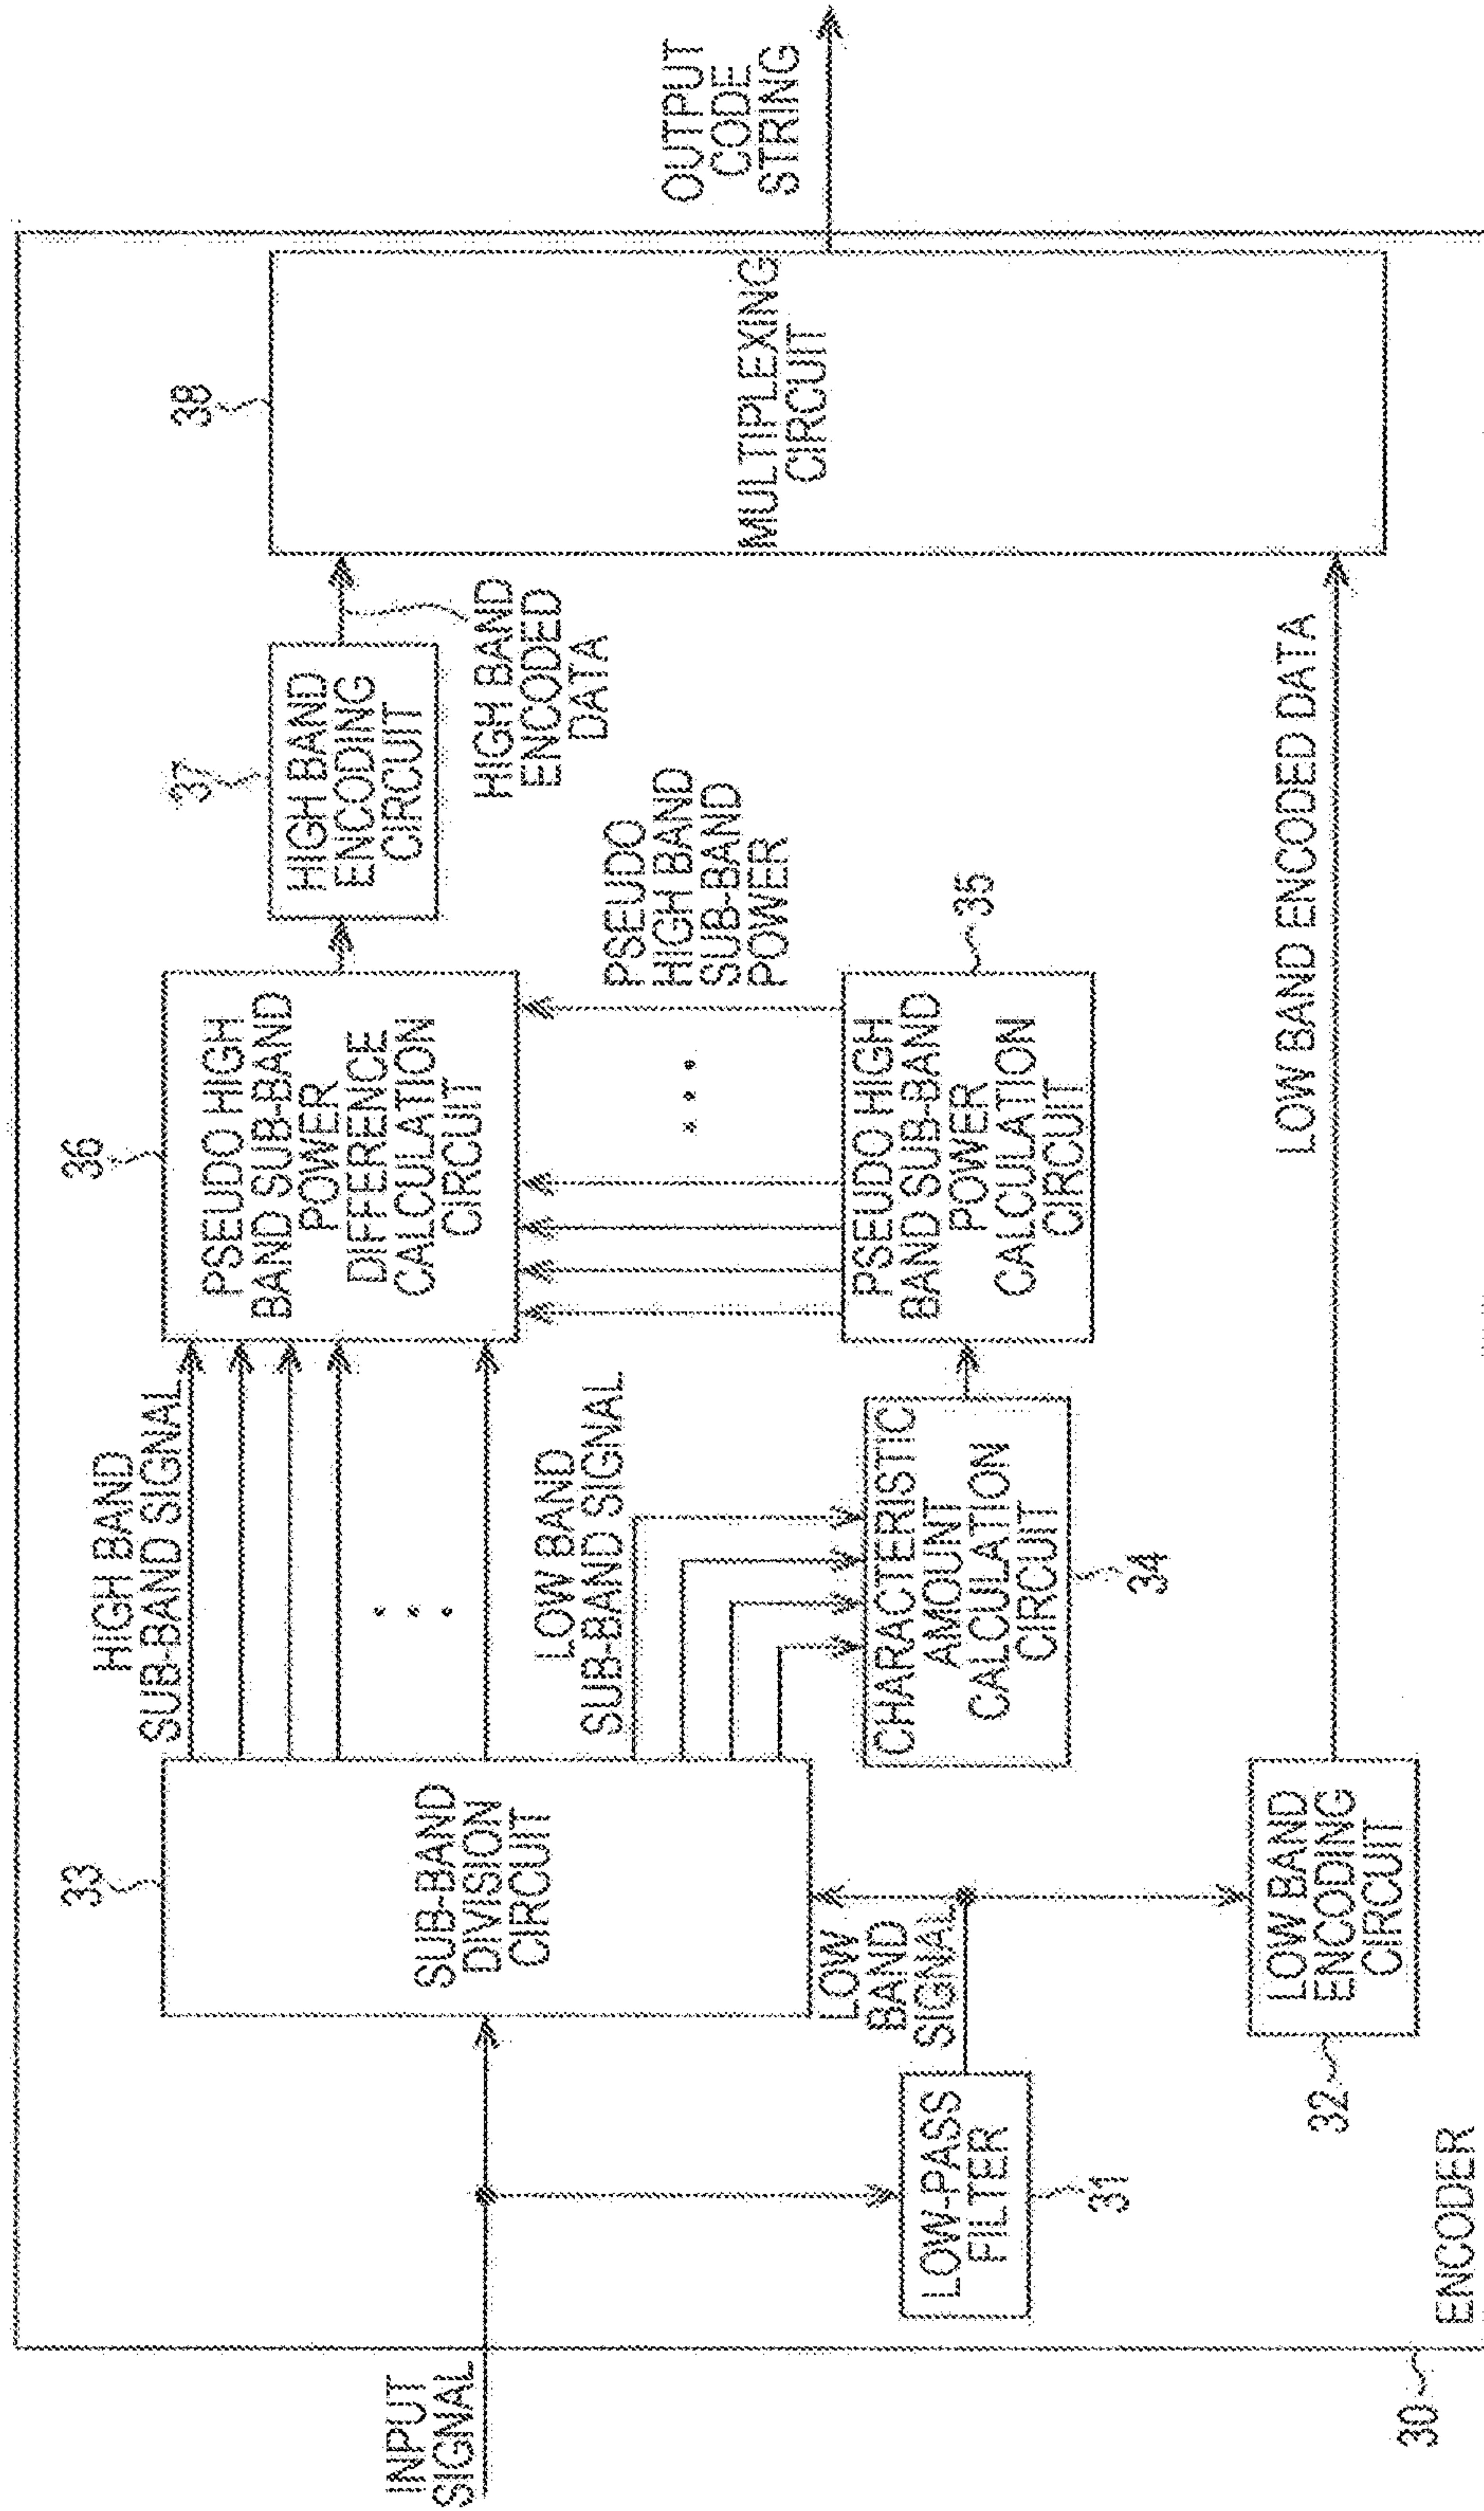 INPUT
SIGNAL
30
ENCODER
LOW-PASS
FILTER
31
33
SUB-BAND
DIVISION
CIRCUIT
LOW
BAND
SIGNAL
LOW BAND
ENCODING
CIRCUIT
32
HIGH BAND
SUB-BAND SIGNAL
LOW BAND
SUB-BAND SIGNAL
CHARACTERISTIC
AMOUNT
CALCULATION
CIRCUIT
34
36
PSEUDO HIGH
BAND SUB-BAND
POWER
DIFFERENCE
CALCULATION
CIRCUIT
PSEUDO
HIGH BAND
SUB-BAND
POWER
PSEUDO HIGH
BAND SUB-BAND
POWER
CALCULATION
CIRCUIT
35
37
HIGH BAND
ENCODING
CIRCUIT
HIGH BAND
ENCODED
DATA
LOW BAND ENCODED DATA
38
MULTIPLEXING
CIRCUIT
OUTPUT
CODE
STRING